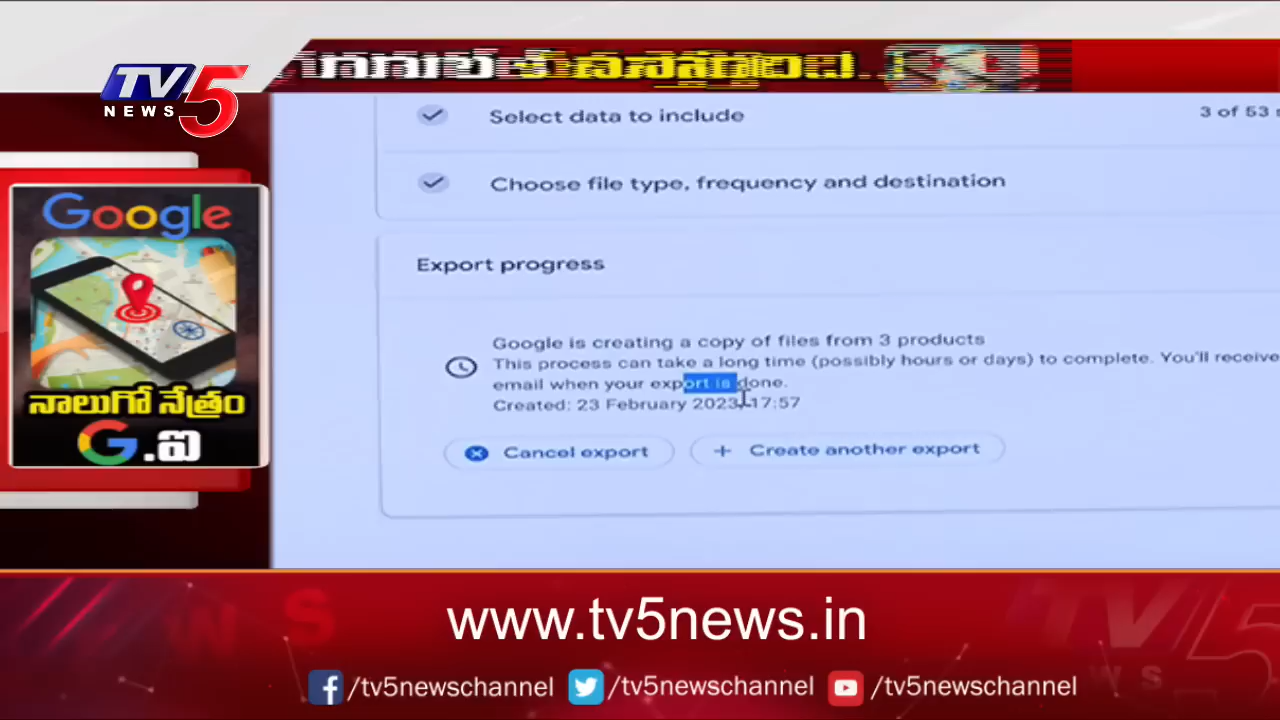 TV5
NEWS
Select data to include
3 of 53
Choose file type, frequency and destination
Google
Export progress
Google is creating a copy of files from 3 products
This process can take a long time (possibly hours or days) to complete. You'll receive
email when your export is done.
Created: 23 February 2023, 17:57
నాలుగో నేత్రం
G.ఐ
Cancel export
Create another export
www.tv5news.in
/tv5newschannel
/tv5newschannel
/tv5newschannel